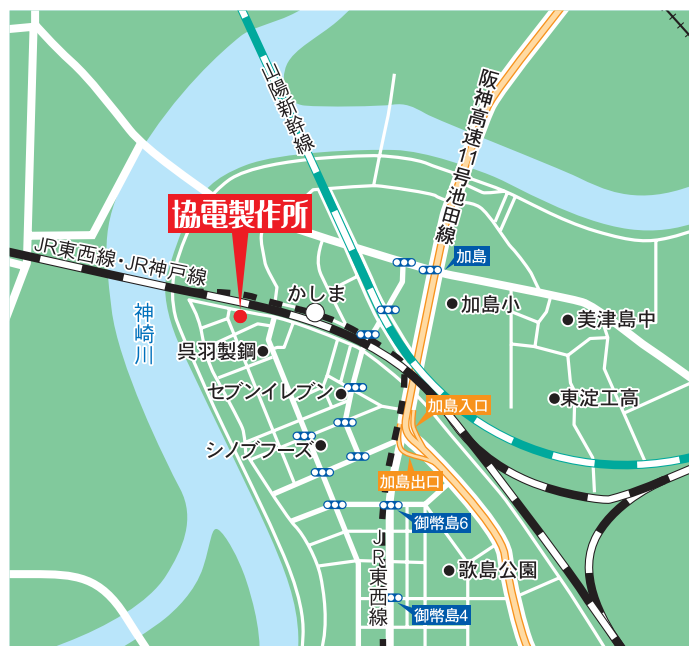 山陽新幹線
阪神高速11号池田線
協電製作所
JR東西線・JR神戸線
加島
かしま
加島小
美津島中
神崎川
呉羽製鋼
セブンイレブン
東淀工高
加島入口
シノブフーズ
加島出口
御幣島6
JR東西線
歌島公園
御幣島4